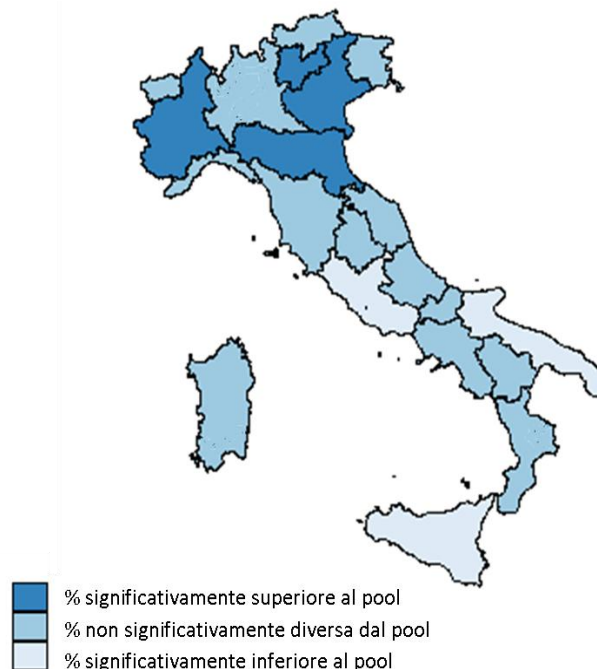 % significativamente superiore al pool
% non significativamente diversa dal pool
% significativamente inferiore al pool